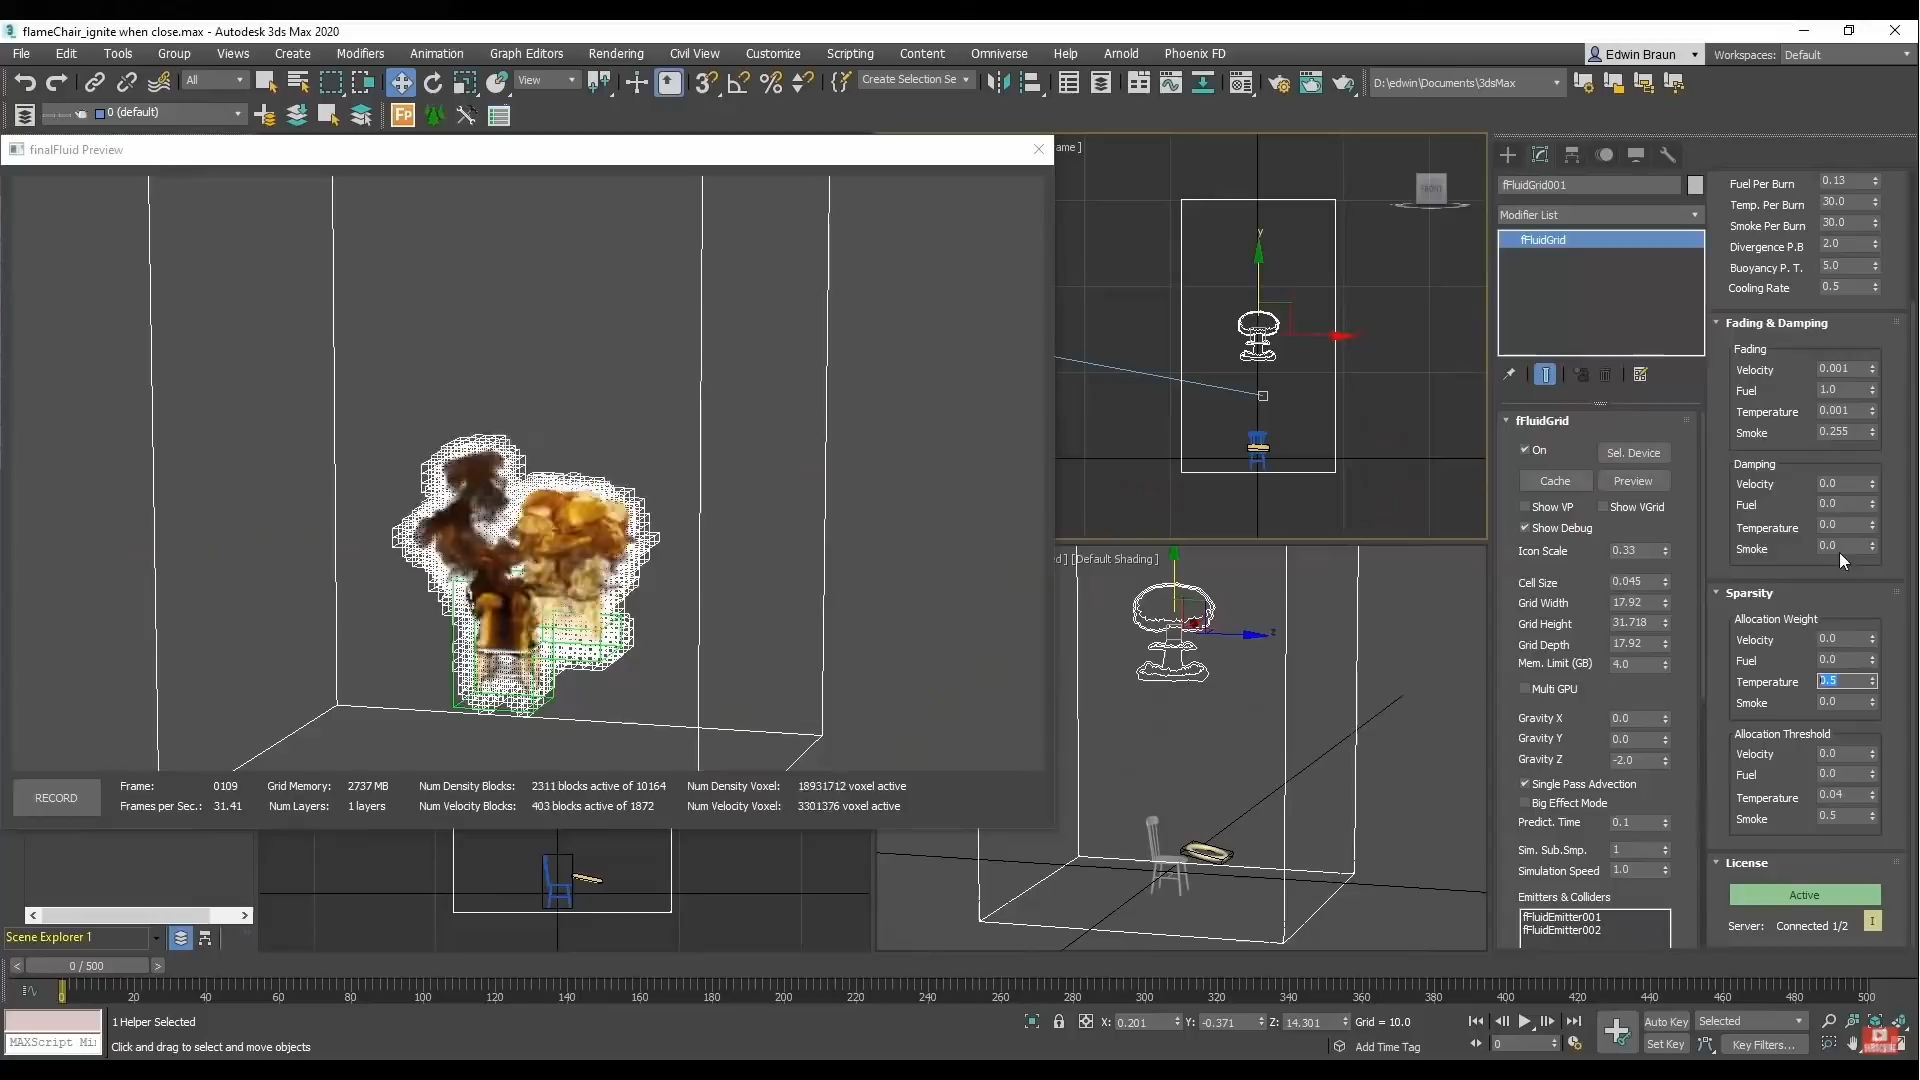 flameChair_ignite when close.max - Autodesk 3ds Max 2020
File Edit Tools Group Views Create Modifiers Animation Graph Editors Rendering Civil View Customize Scripting Content Omniverse Help Arnold Phoenix FD
Edwin Braun Workspaces: Default
All View Create Selection Se D:\edwin\Documents\3dsMax
0 (default) Fp
finalFluid Preview
ame ]
FRONT
y
fFluidGrid001
Modifier List
fFluidGrid
Fuel Per Burn 0.13
Temp. Per Burn 30.0
Smoke Per Burn 30.0
Divergence P.B 2.0
Buoyancy P. T. 5.0
Cooling Rate 0.5
Fading & Damping
Fading
Velocity 0.001
Fuel 1.0
Temperature 0.001
Smoke 0.255
Damping
Velocity 0.0
Fuel 0.0
Temperature 0.0
Smoke 0.0
Sparsity
Allocation Weight
Velocity 0.0
Fuel 0.0
Temperature 0.5
Smoke 0.0
Allocation Threshold
Velocity 0.0
Fuel 0.0
Temperature 0.04
Smoke 0.5
License
Active
Server: Connected 1/2
fFluidGrid
On Sel. Device
Cache Preview
Show VP Show VGrid
Show Debug
Icon Scale 0.33
Cell Size 0.045
Grid Width 17.92
Grid Height 31.718
Grid Depth 17.92
Mem. Limit (GB) 4.0
Multi GPU
Gravity X 0.0
Gravity Y 0.0
Gravity Z -2.0
Single Pass Advection
Big Effect Mode
Predict. Time 0.1
Sim. Sub.Smp. 1
Simulation Speed 1.0
Emitters & Colliders
fFluidEmitter001
fFluidEmitter002
d ] [Default Shading ]
z
RECORD
Frame: 0109 Grid Memory: 2737 MB Num Density Blocks: 2311 blocks active of 10164 Num Density Voxel: 18931712 voxel active
Frames per Sec.: 31.41 Num Layers: 1 layers Num Velocity Blocks: 403 blocks active of 1872 Num Velocity Voxel: 3301376 voxel active
Scene Explorer 1
0 / 500
0 20 40 60 80 100 120 140 160 180 200 220 240 260 280 300 320 340 360 380 400 420 440 460 480 500
1 Helper Selected
X: 0.201 Y: -0.371 Z: 14.301 Grid = 10.0
Auto Key Selected
MAXScript Mi
Click and drag to select and move objects
Add Time Tag
0
Set Key Key Filters...
SUBSCRIBE